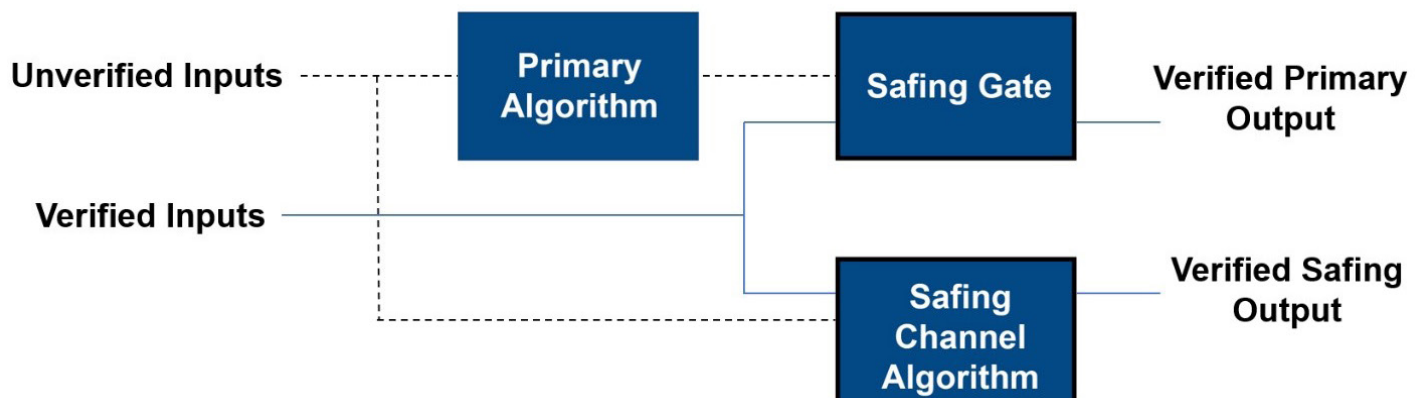 Unverified Inputs
Primary
Algorithm
Safing Gate
Verified Primary
Output
Verified Inputs
Safing
Channel
Algorithm
Verified Safing
Output